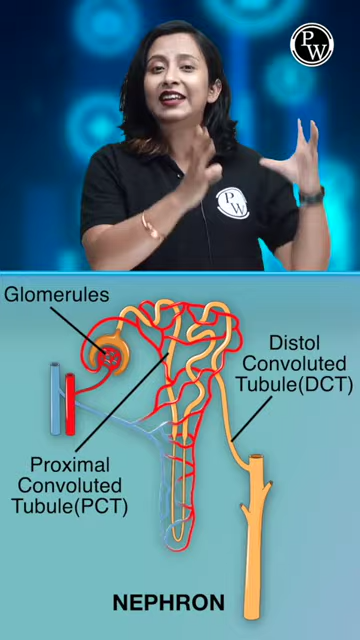 PW
PW
Glomerules
Distol
Convoluted
Tubule(DCT)
Proximal
Convoluted
Tubule(PCT)
NEPHRON